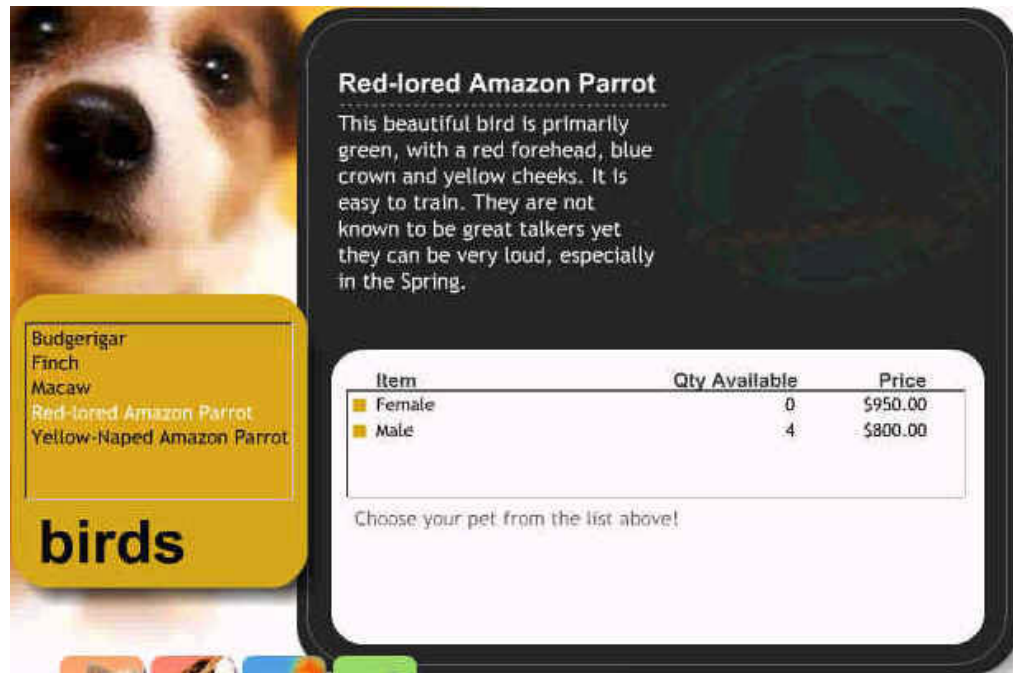 Red-lored Amazon Parrot
This beautiful bird is primarily
green, with a red forehead, blue
crown and yellow cheeks. It is
easy to train. They are not
known to be great talkers yet
they can be very loud, especially
in the Spring.
Budgerigar
Finch
Macaw
Red-lored Amazon Parrot
Yellow-Naped Amazon Parrot
birds
Item Qty Available Price
Female 0 $950.00
Male 4 $800.00
Choose your pet from the list above!